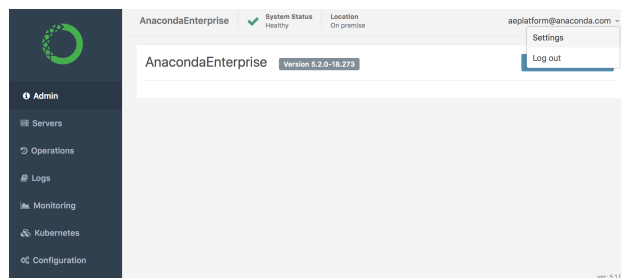 AnacondaEnterprise
System Status
Healthy
Location
On premise
aeplatform@anaconda.com
Settings
Log out
AnacondaEnterprise
Version 5.2.0-18.273
Admin
Servers
Operations
Logs
Monitoring
Kubernetes
Configuration